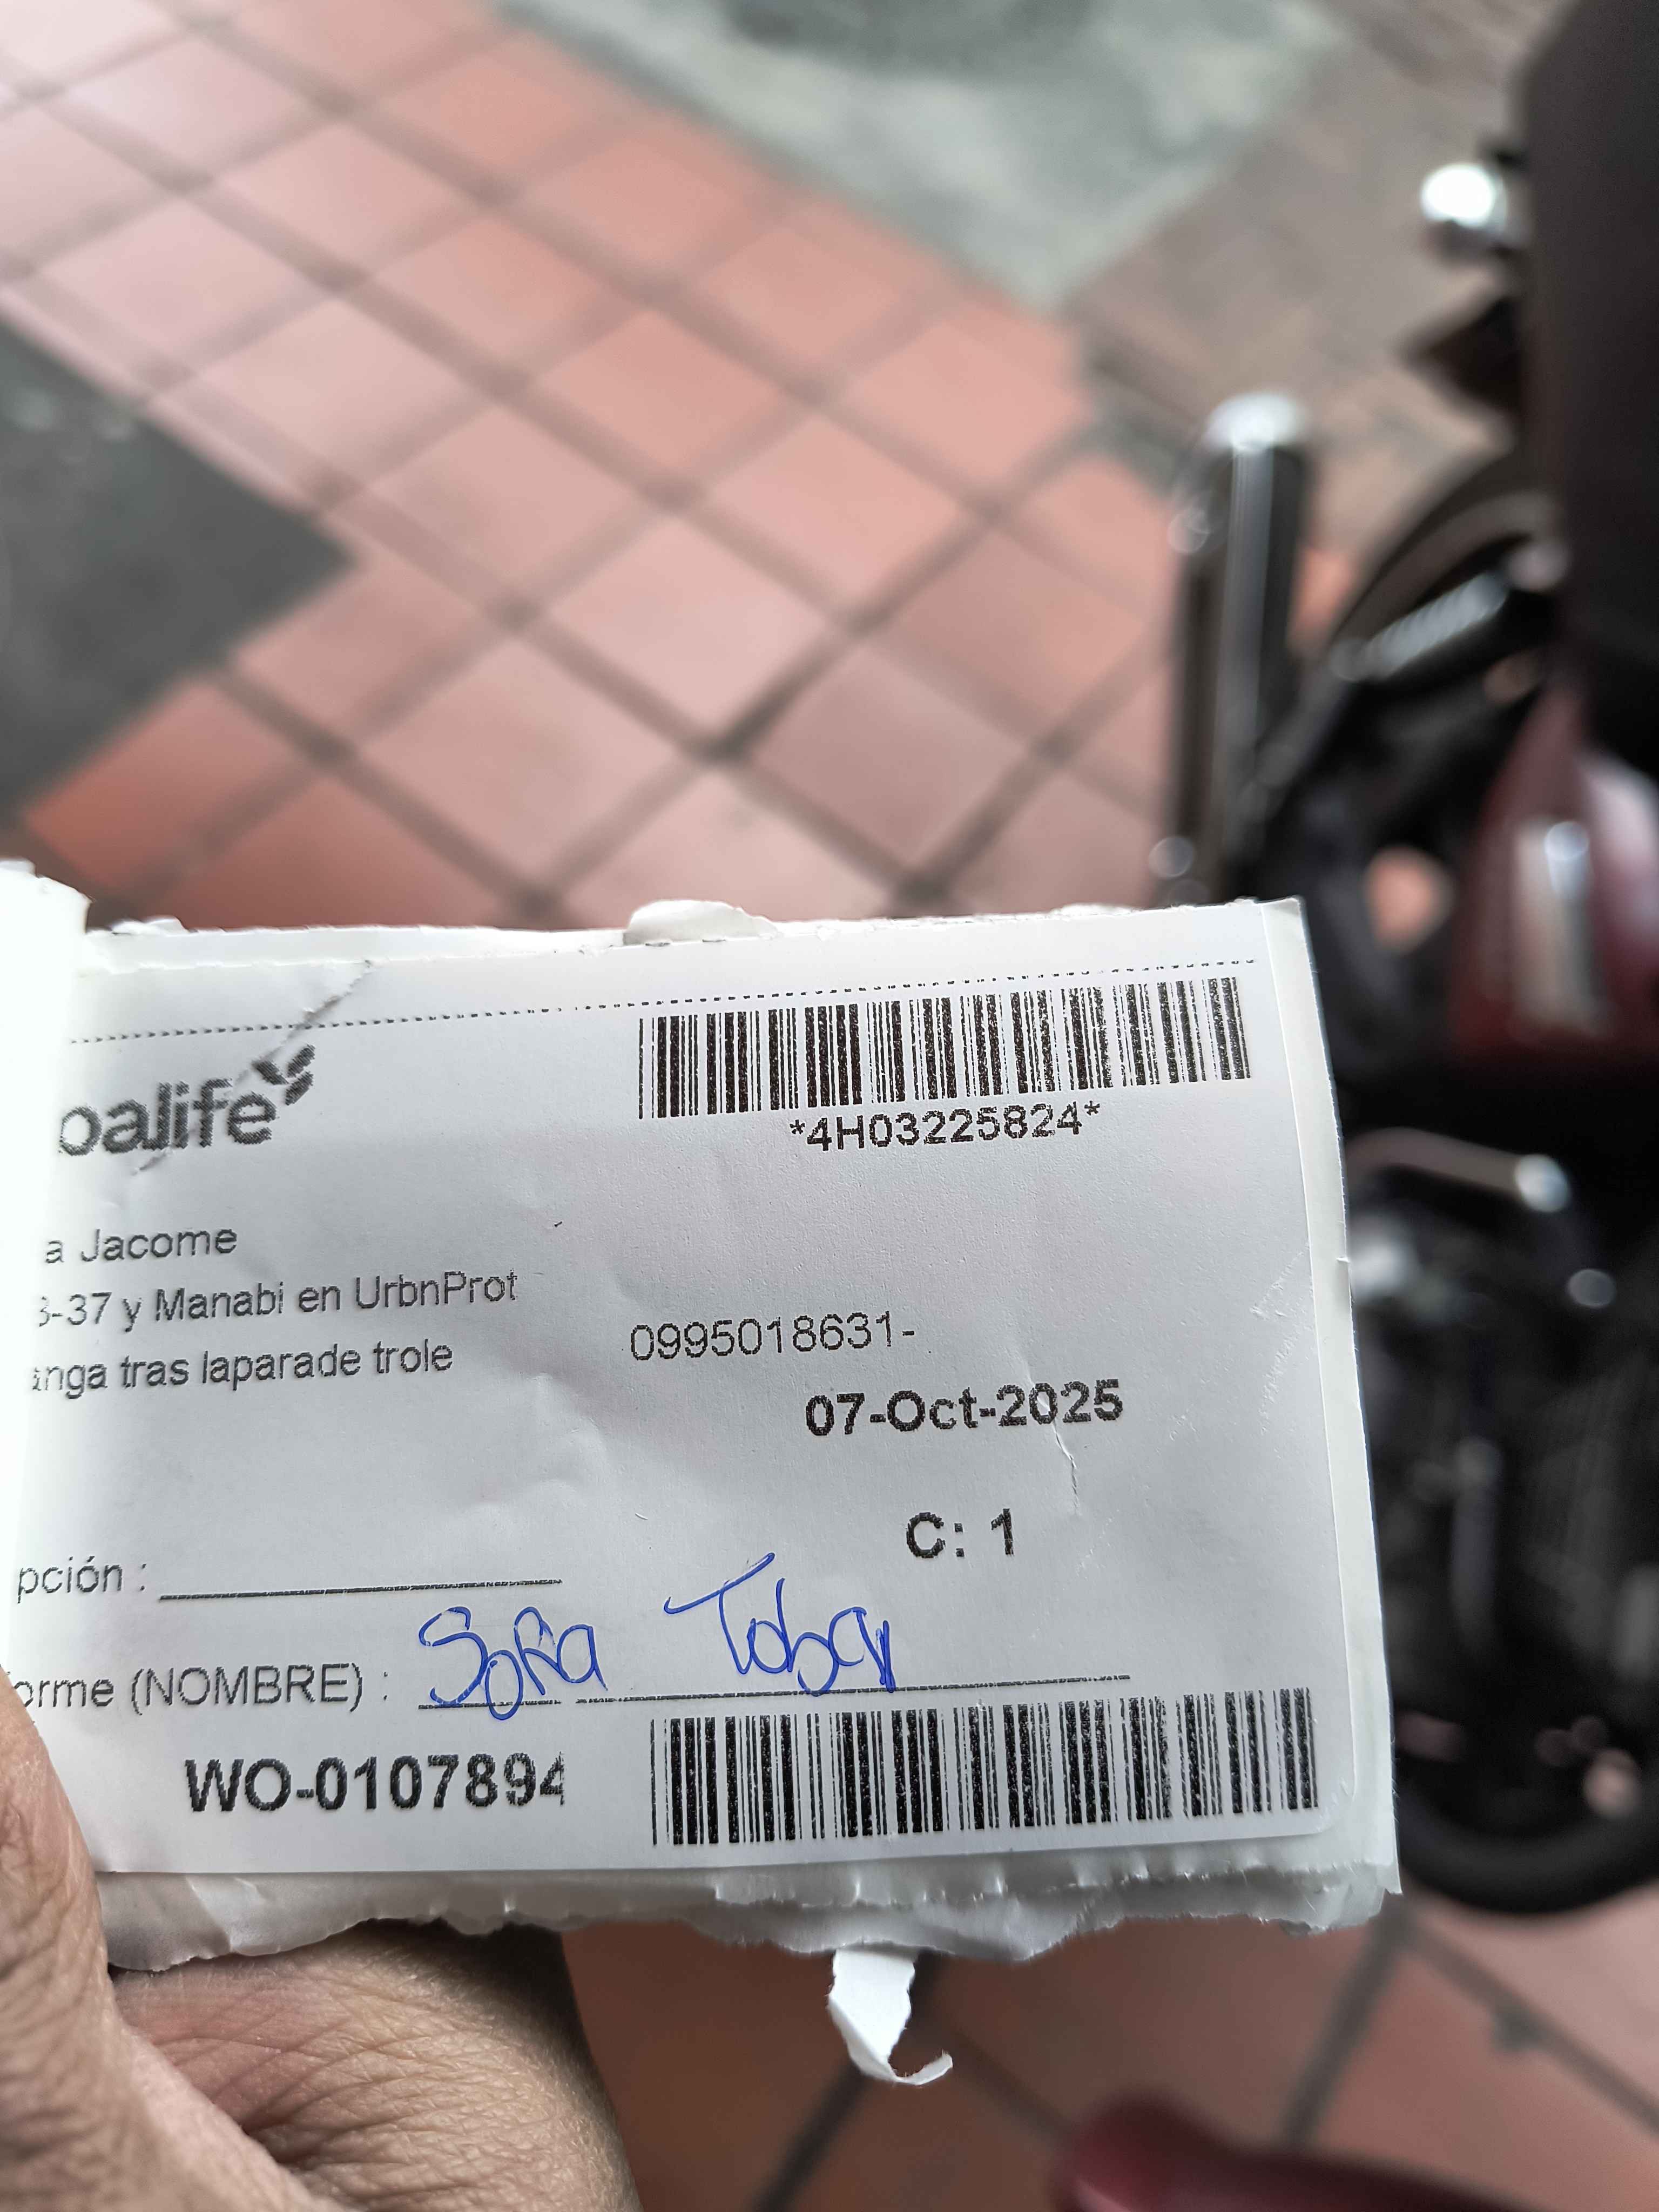 balife
*4H03225824*
a Jacome
3-37 y Manabi en UrbnProt
anga tras laparade trole
0995018631-
07-Oct-2025
C: 1
pción :
orme (NOMBRE) : Sofia Tobar
WO-0107894